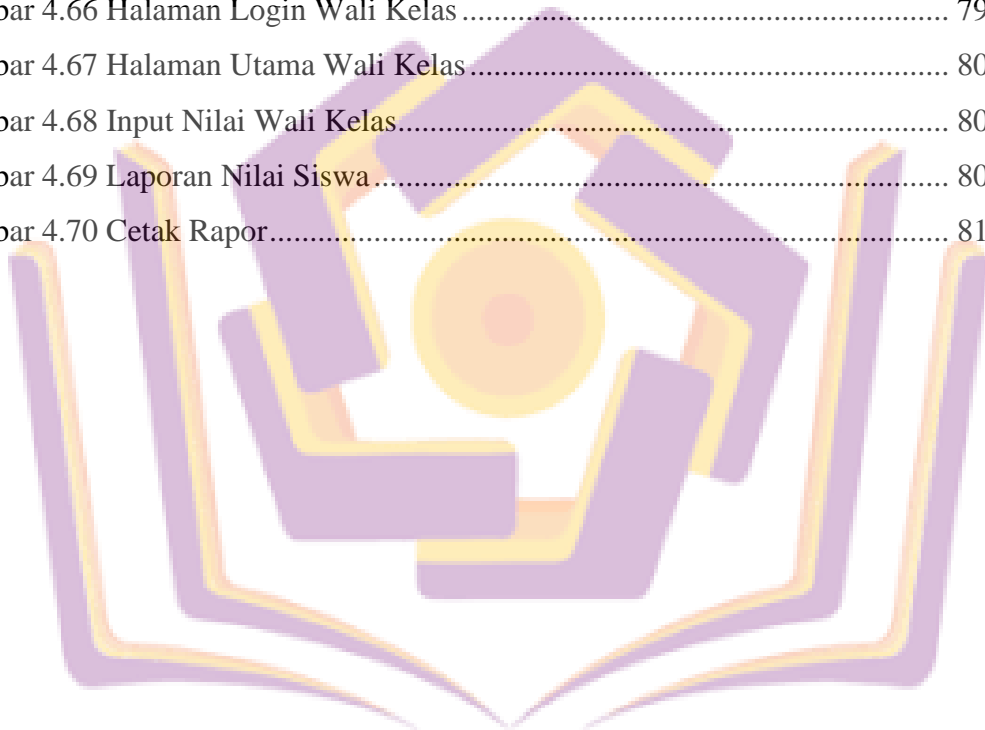 bar 4.66 Halaman Login Wali Kelas ............................................................ 79
bar 4.67 Halaman Utama Wali Kelas ........................................................... 80
bar 4.68 Input Nilai Wali Kelas .................................................................... 80
bar 4.69 Laporan Nilai Siswa ....................................................................... 80
bar 4.70 Cetak Rapor .................................................................................... 81